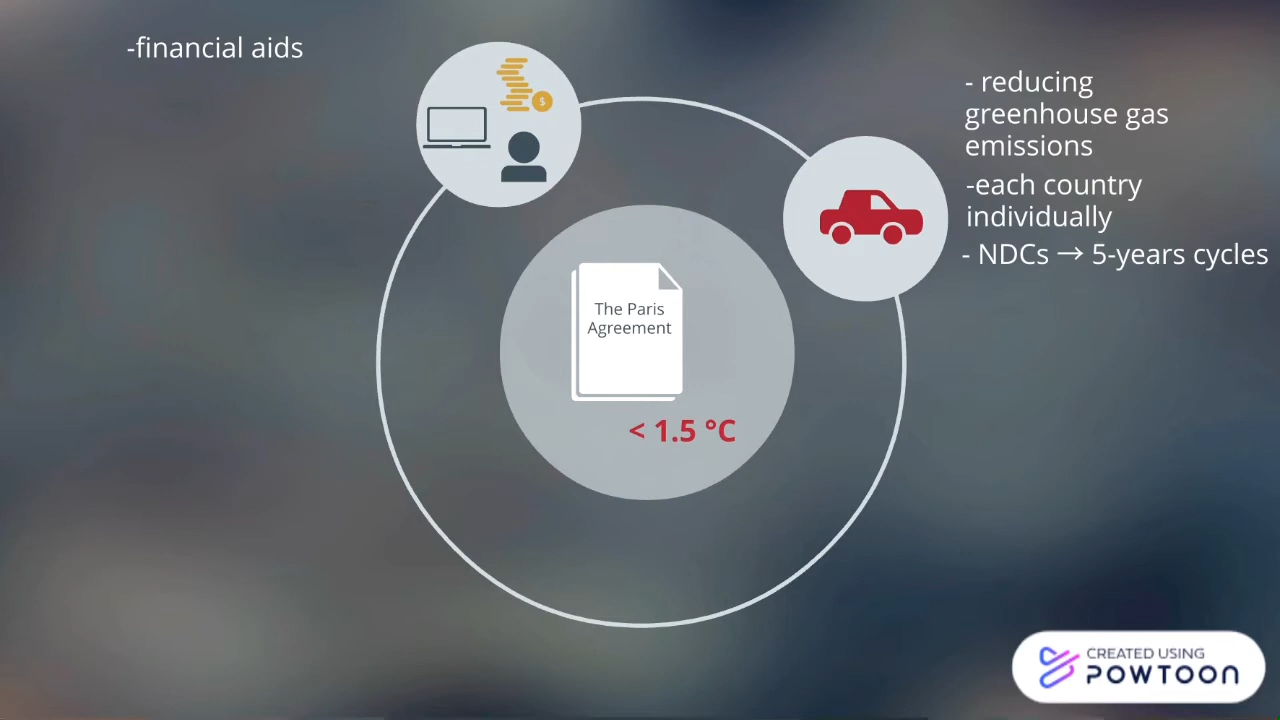 -financial aids
$
- reducing
greenhouse gas
emissions
-each country
individually
- NDCs → 5-years cycles
The Paris
Agreement
< 1.5 °C
CREATED USING
POWTOON